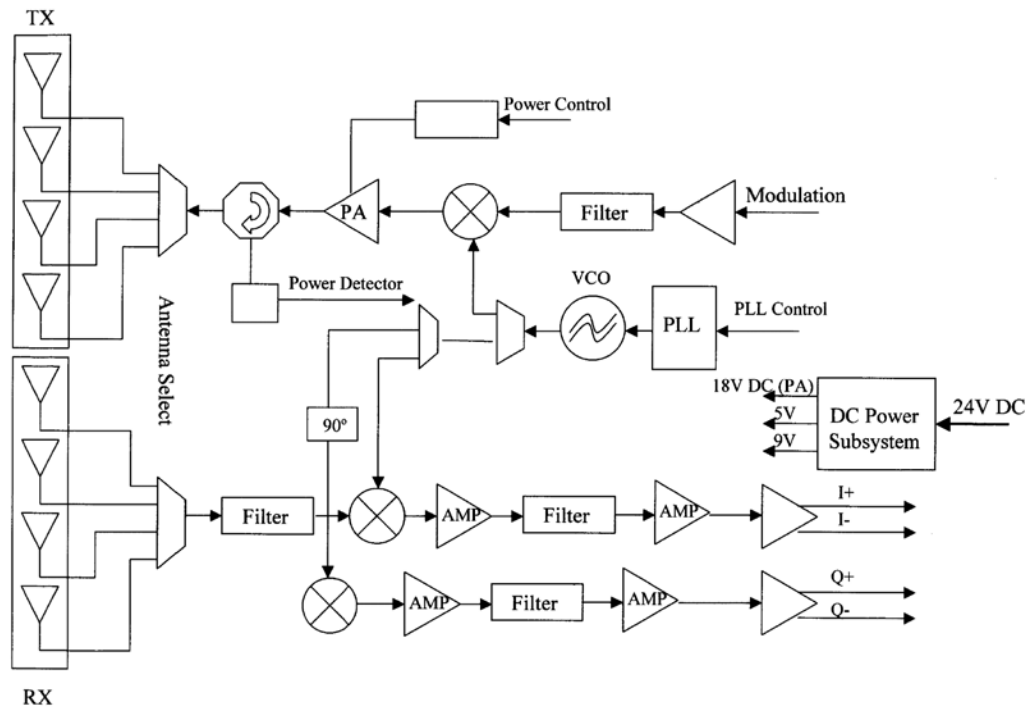 TX
Power Control
PA
Filter
Modulation
Power Detector
VCO
PLL
PLL Control
Antenna Select
18V DC (PA)
5V
9V
DC Power
Subsystem
24V DC
90°
Filter
AMP
Filter
AMP
I+
I-
AMP
Filter
AMP
Q+
Q-
RX